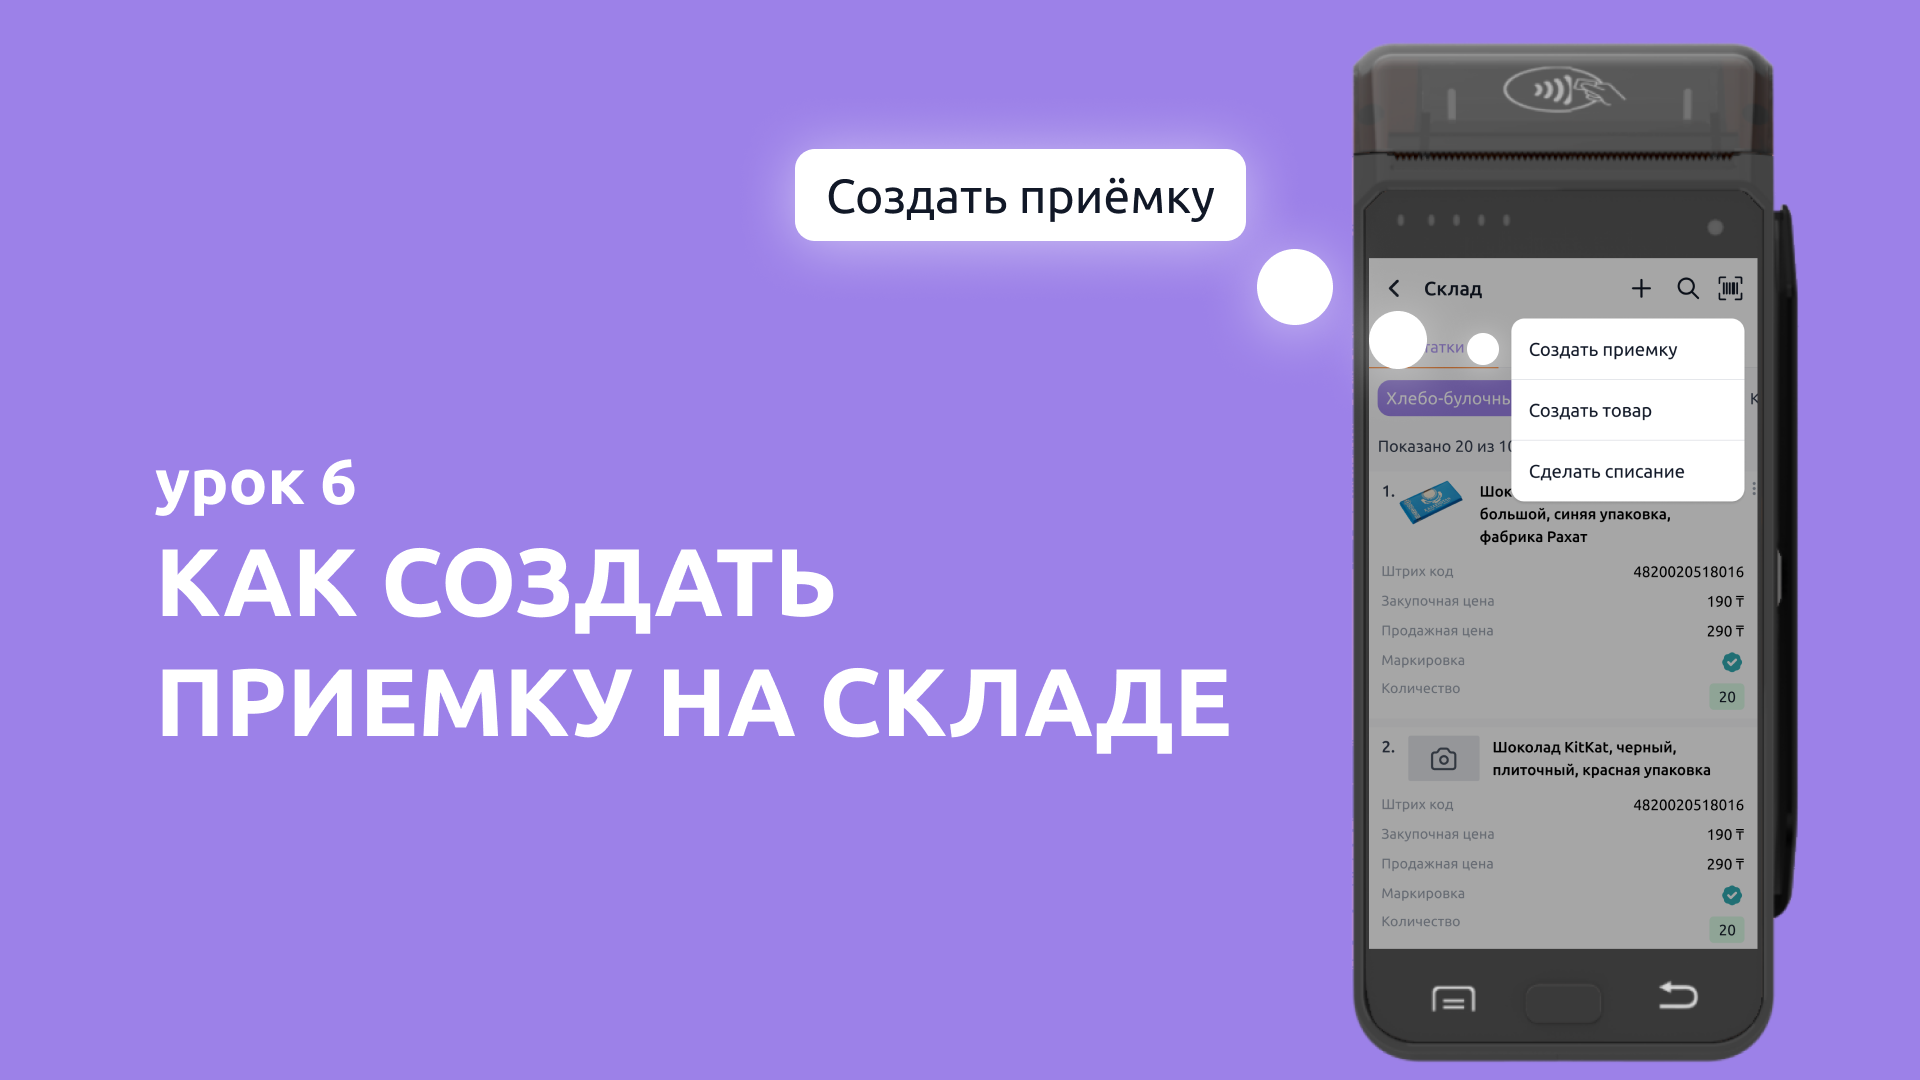 Создать приёмку
урок 6
КАК СОЗДАТЬ
ПРИЕМКУ НА СКЛАДЕ
Склад
Создать приемку
Создать товар
Сделать списание
Хлебо-булочны
Показано 20 из 10
1.
большой, синяя упаковка,
фабрика Рахат
Штрих код 4820020518016
Закупочная цена 190 ₸
Продажная цена 290 ₸
Маркировка
Количество 20
2. Шоколад KitKat, черный,
плиточный, красная упаковка
Штрих код 4820020518016
Закупочная цена 190 ₸
Продажная цена 290 ₸
Маркировка
Количество 20